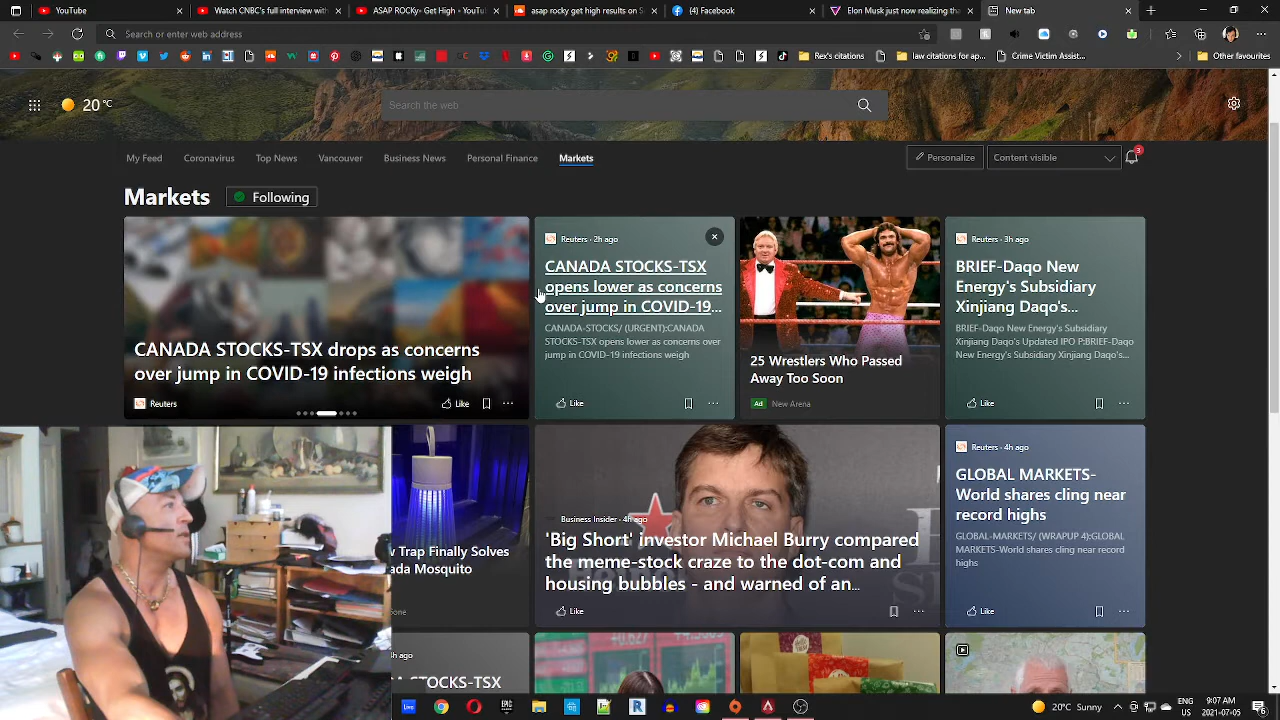 YouTube
Watch CNBC's full interview with
ASAP ROCKy- Get High - YouTube
asap rocky get high results on
(4) Facebook
Elon Musk just now realizing
New tab
Search or enter web address
Rex's citations
law citations for ap...
Crime Victim Assist...
Other favourites
20 °C
Search the web
My Feed
Coronavirus
Top News
Vancouver
Business News
Personal Finance
Markets
Personalize
Content visible
3
Markets
Following
CANADA STOCKS-TSX drops as concerns
over jump in COVID-19 infections weigh
Reuters
Like
Reuters · 2h ago
CANADA STOCKS-TSX
opens lower as concerns
over jump in COVID-19...
CANADA-STOCKS/ (URGENT):CANADA
STOCKS-TSX opens lower as concerns over
jump in COVID-19 infections weigh
Like
25 Wrestlers Who Passed
Away Too Soon
Ad New Arena
Reuters · 3h ago
BRIEF-Daqo New
Energy's Subsidiary
Xinjiang Daqo's...
BRIEF-Daqo New Energy's Subsidiary
Xinjiang Daqo's Updated IPO P:BRIEF-Daqo
New Energy's Subsidiary Xinjiang Daqo's...
Like
Trap Finally Solves
ada Mosquito
one
Business Insider · 4h ago
'Big Short' investor Michael Burry compared
the meme-stock craze to the dot-com and
housing bubbles - and warned of an...
Like
Reuters · 4h ago
GLOBAL MARKETS-
World shares cling near
record highs
GLOBAL-MARKETS/ (WRAPUP 4):GLOBAL
MARKETS-World shares cling near record
highs
Like
h ago
STOCKS-TSX
20°C Sunny
ENG
US
9:07 AM
2021-07-05